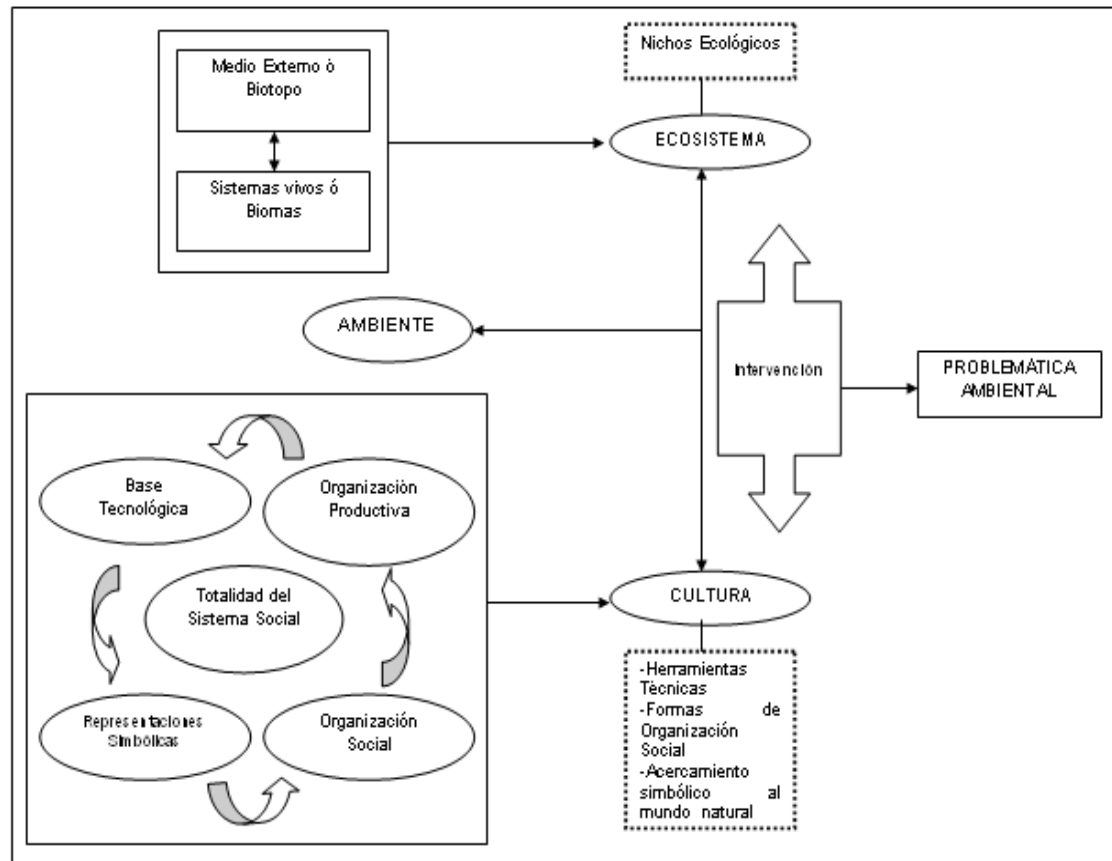 Medio Externo ò
Biotopo
Sistemas vivos ó
Biomas
Nichos Ecológicos
ECOSISTEMA
AMBIENTE
Intervención
PROBLEMÁTICA
AMBIENTAL
Base
Tecnológica
Organización
Productiva
Totalidad del
Sistema Social
Representaciones
Simbólicas
Organización
Social
CULTURA
-Herramientas
Técnicas
-Formas de
Organización
Social
-Acercamiento
simbólico al
mundo natural